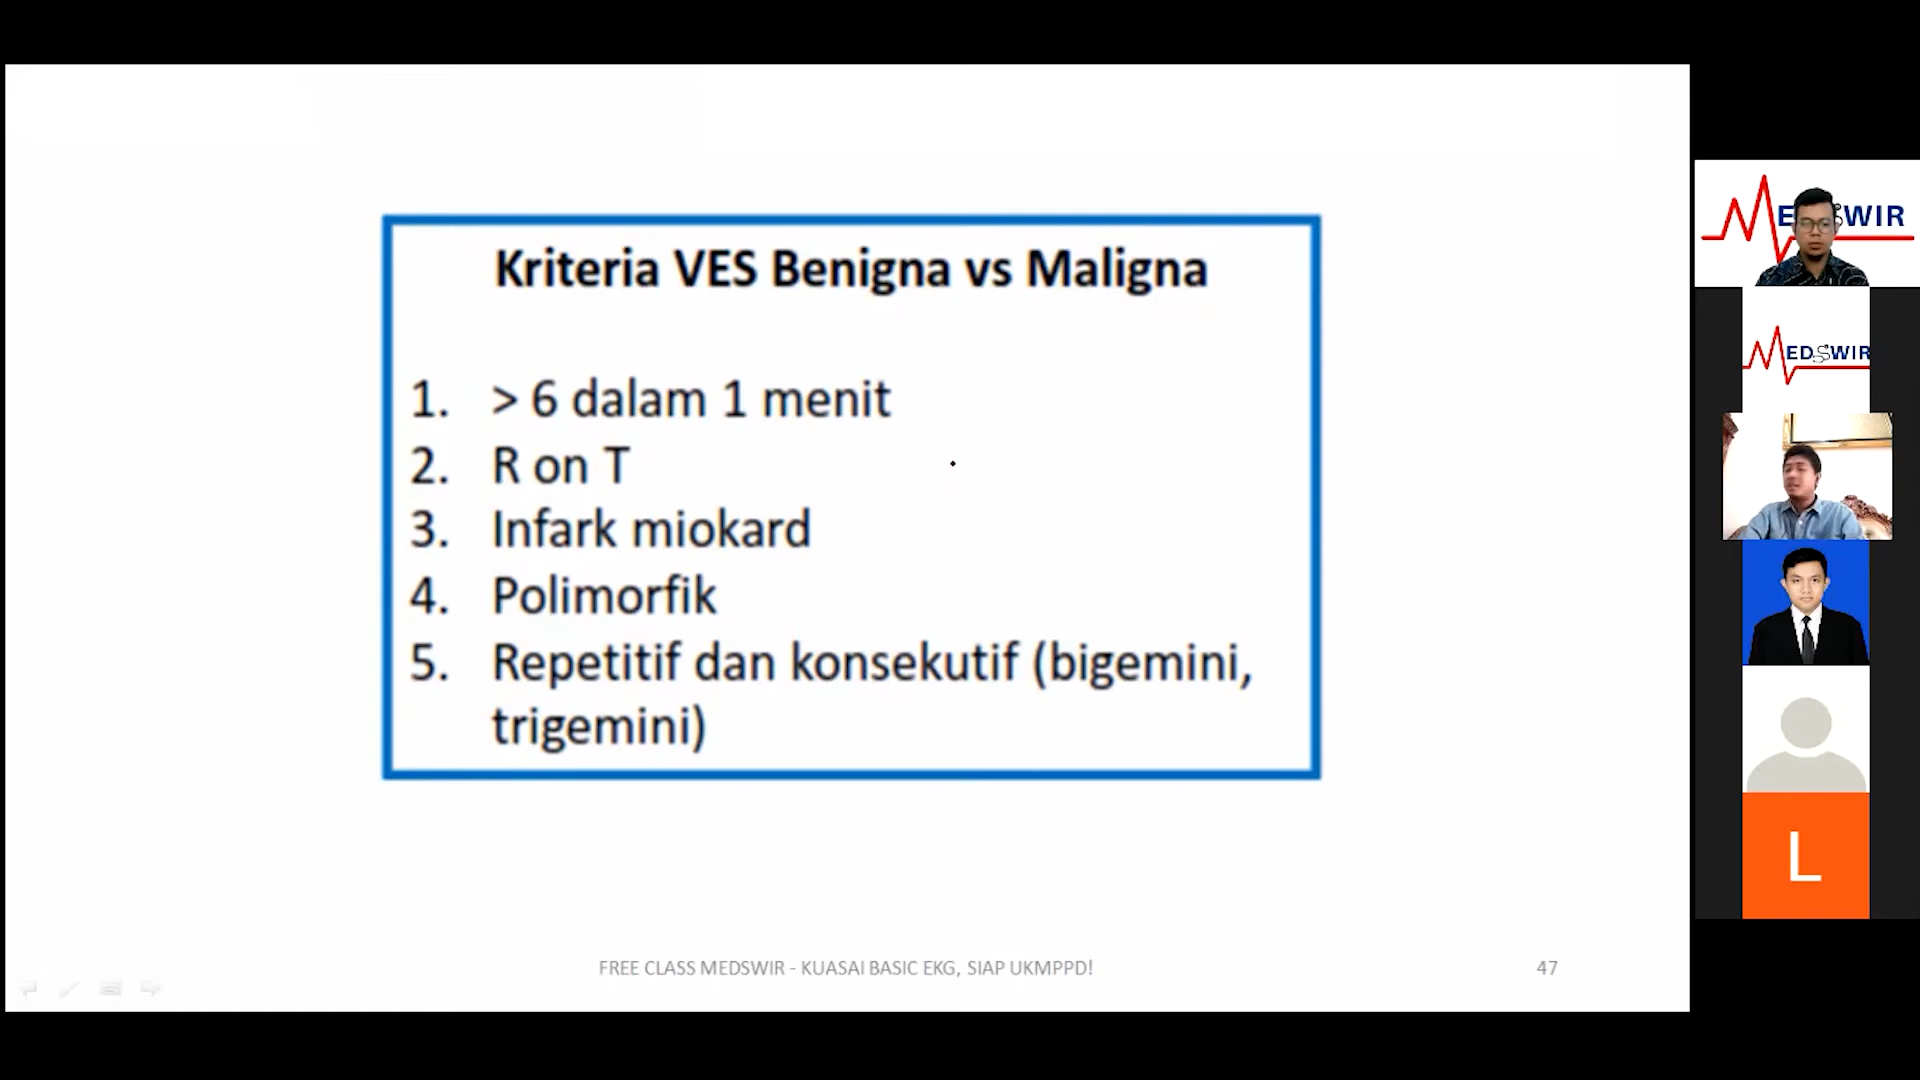 Kriteria VES Benigna vs Maligna
1. > 6 dalam 1 menit
2. R on T
3. Infark miokard
4. Polimorfik
5. Repetitif dan konsekutif (bigemini,
trigemini)
FREE CLASS MEDSWIR - KUASAI BASIC EKG, SIAP UKMPPD!
47
MEDSWIR
L